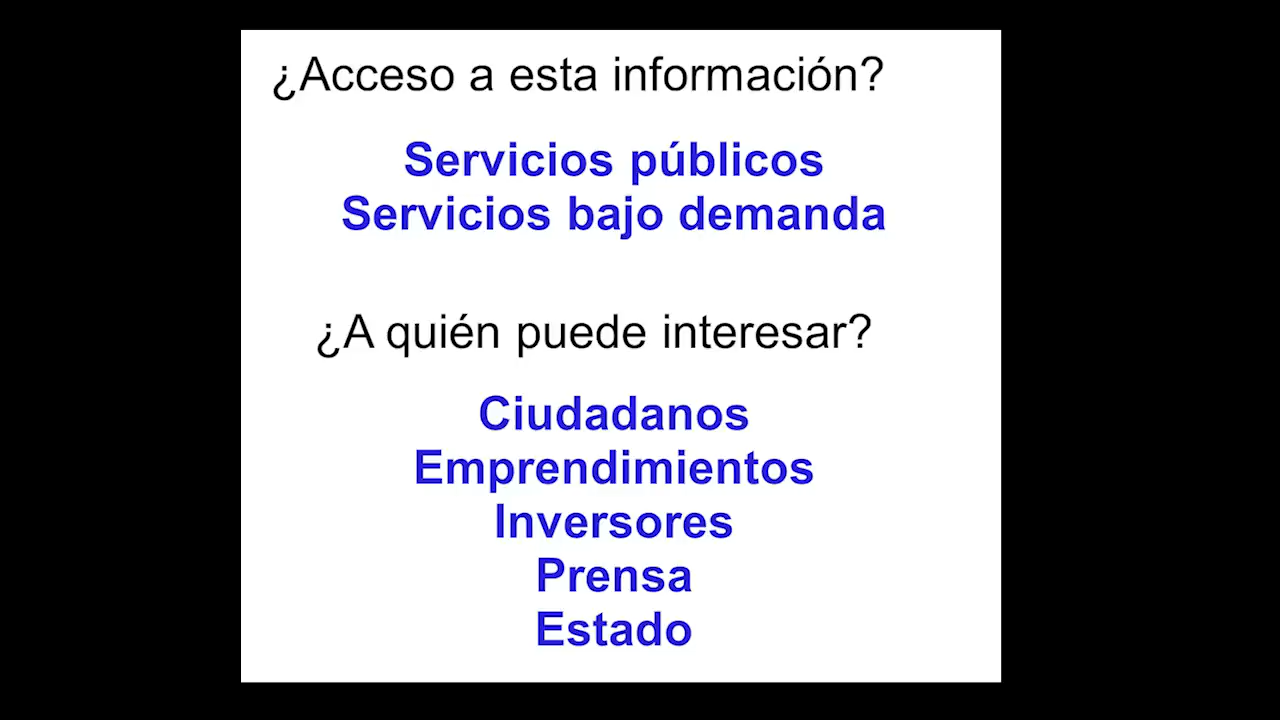 ¿Acceso a esta información?
Servicios públicos
Servicios bajo demanda
¿A quién puede interesar?
Ciudadanos
Emprendimientos
Inversores
Prensa
Estado